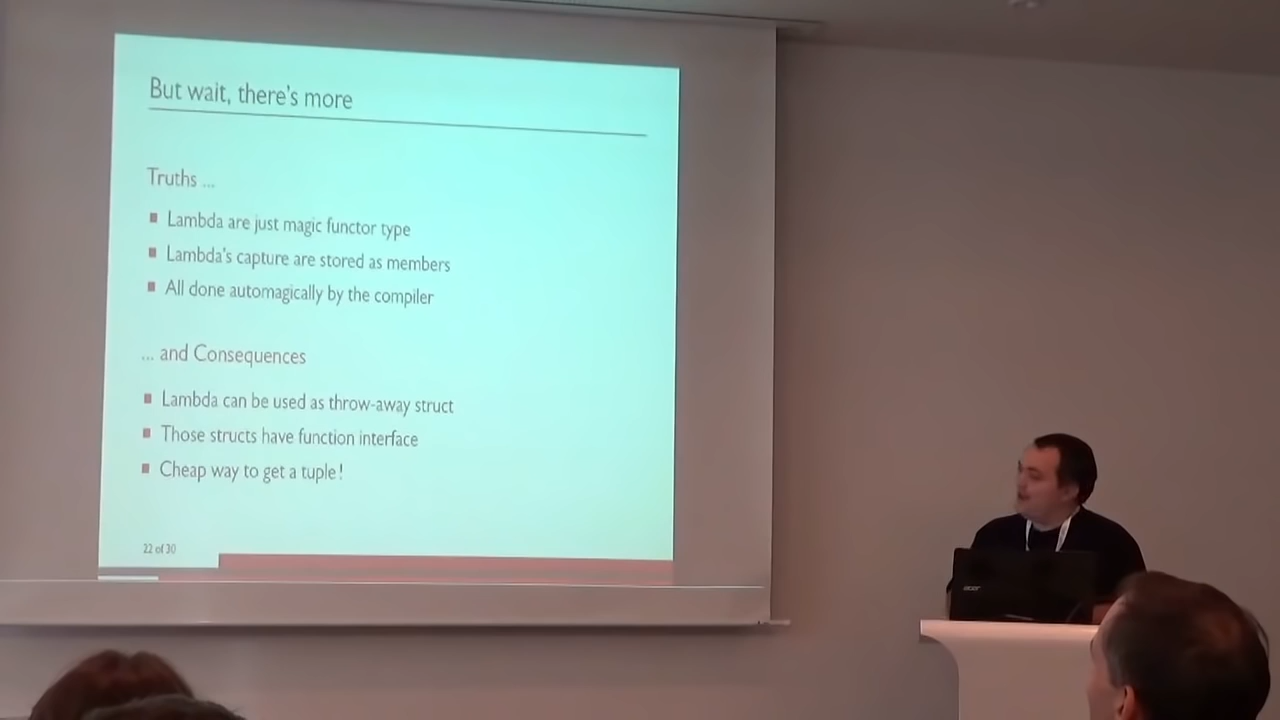 But wait, there's more
Truths ...
Lambda are just magic functor type
Lambda's capture are stored as members
All done automagically by the compiler
... and Consequences
Lambda can be used as throw-away struct
Those structs have function interface
Cheap way to get a tuple!
22 of 30
acer